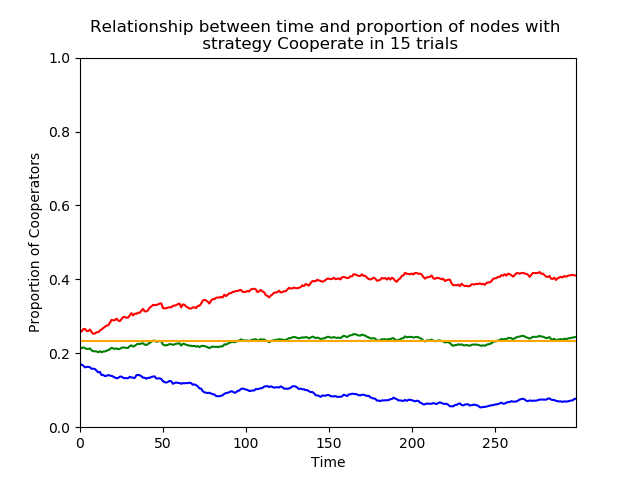 Relationship between time and proportion of nodes with
strategy Cooperate in 15 trials
1.0
0.8
0.6
0.4
0.2
0.0
Proportion of Cooperators
0 50 100 150 200 250
Time